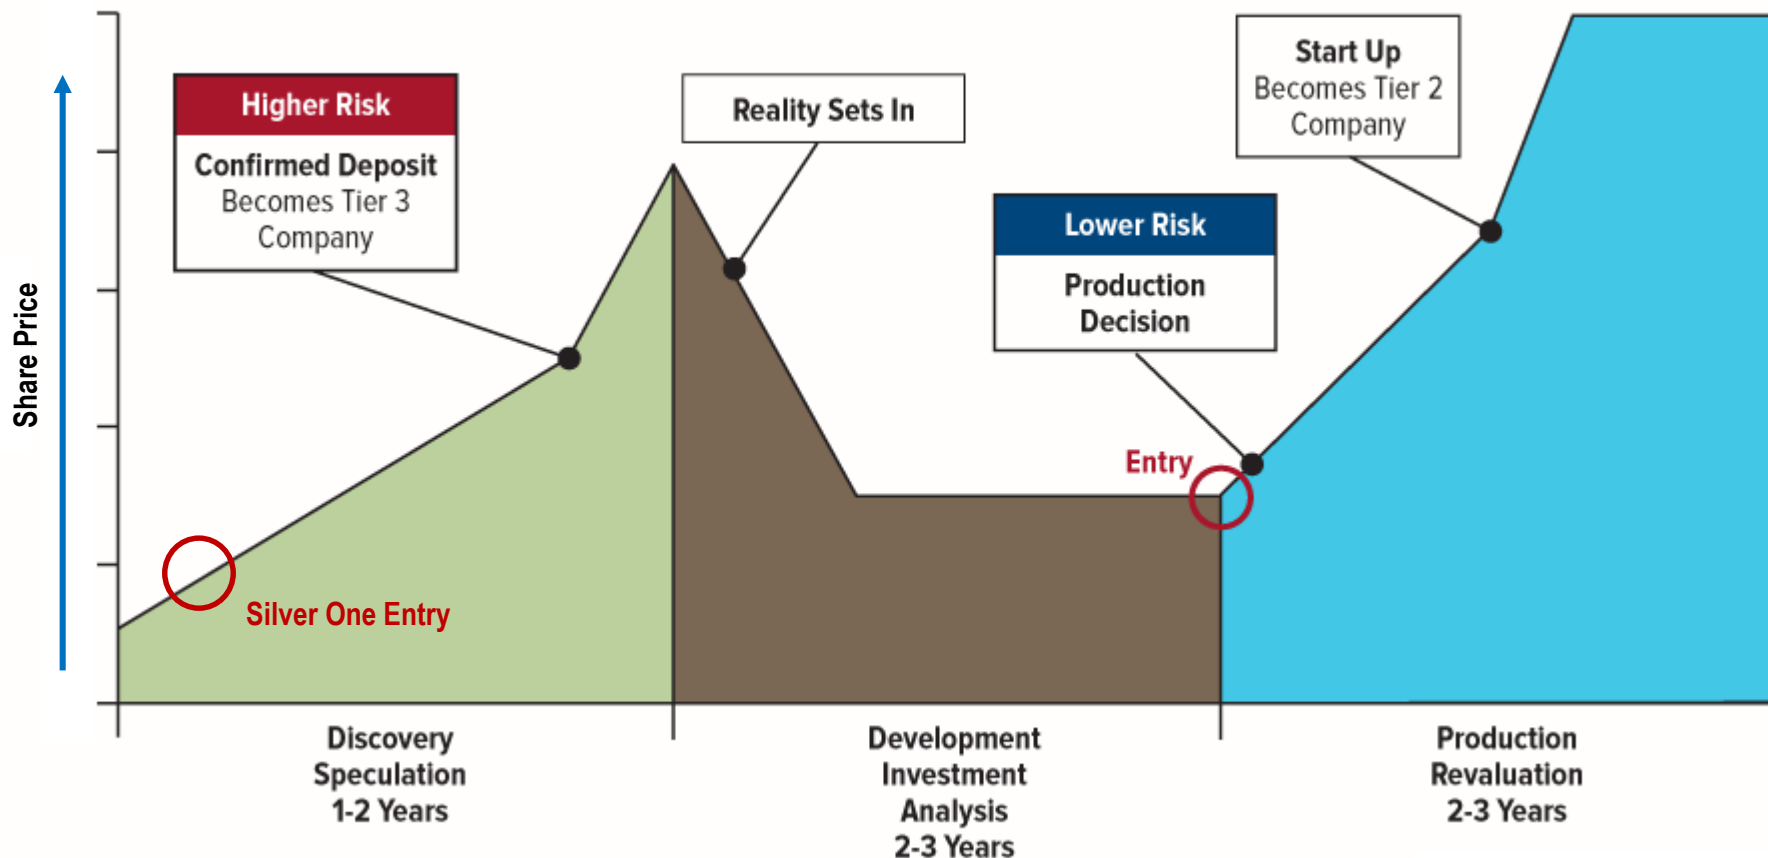 Share Price
Higher Risk
Confirmed Deposit
Becomes Tier 3
Company
Reality Sets In
Start Up
Becomes Tier 2
Company
Lower Risk
Production
Decision
Entry
Silver One Entry
Discovery
Speculation
1-2 Years
Development
Investment
Analysis
2-3 Years
Production
Revaluation
2-3 Years